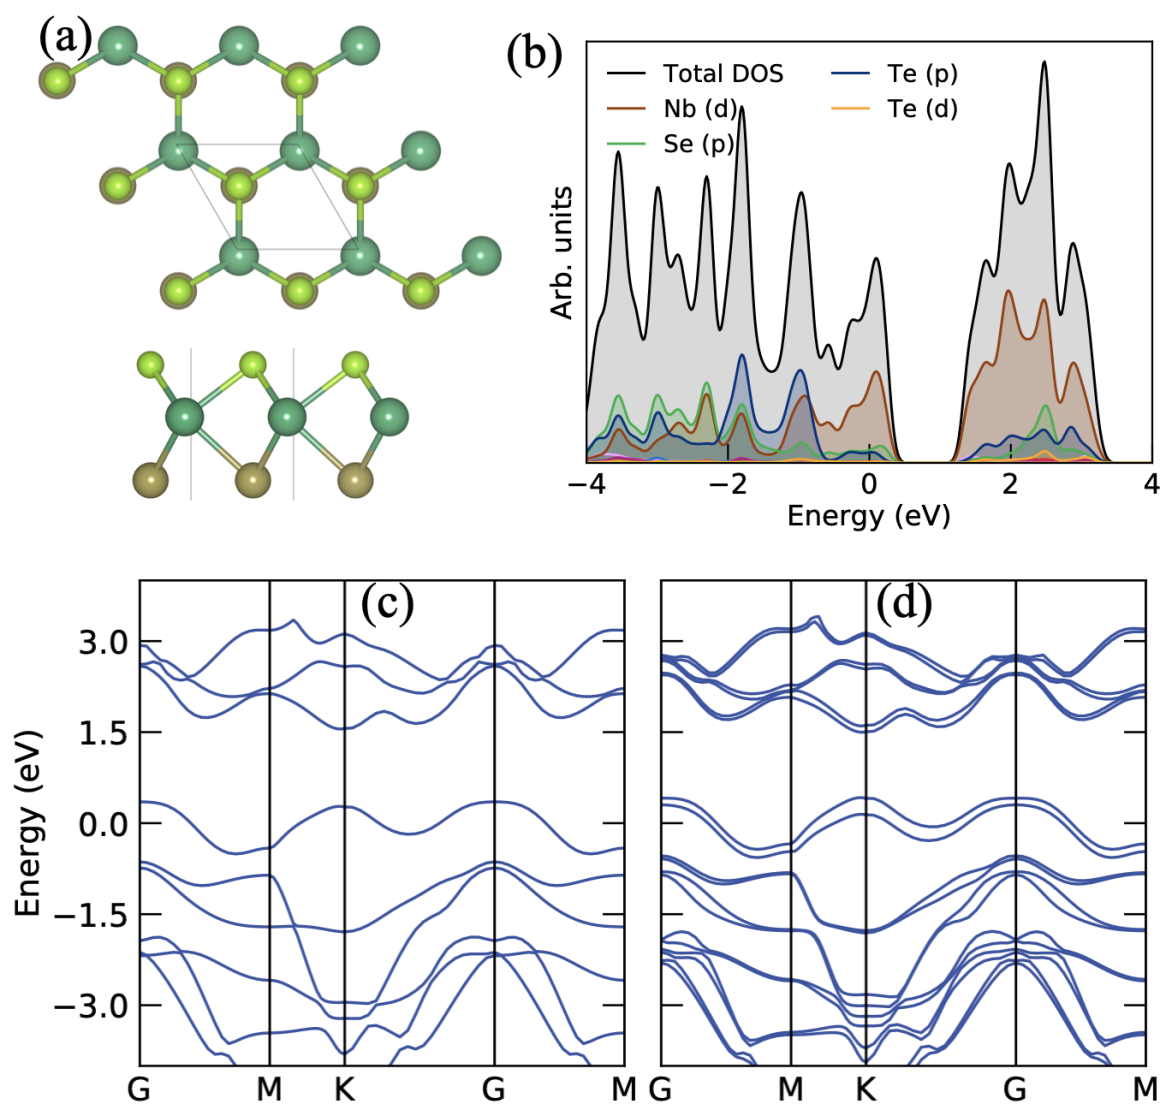 (a)
(b)
Total DOS
Nb (d)
Se (p)
Te (p)
Te (d)
Arb. units
−4 −2 0 2 4
Energy (eV)
(c)
(d)
Energy (eV)
3.0
1.5
0.0
−1.5
−3.0
G M K G M
G M K G M